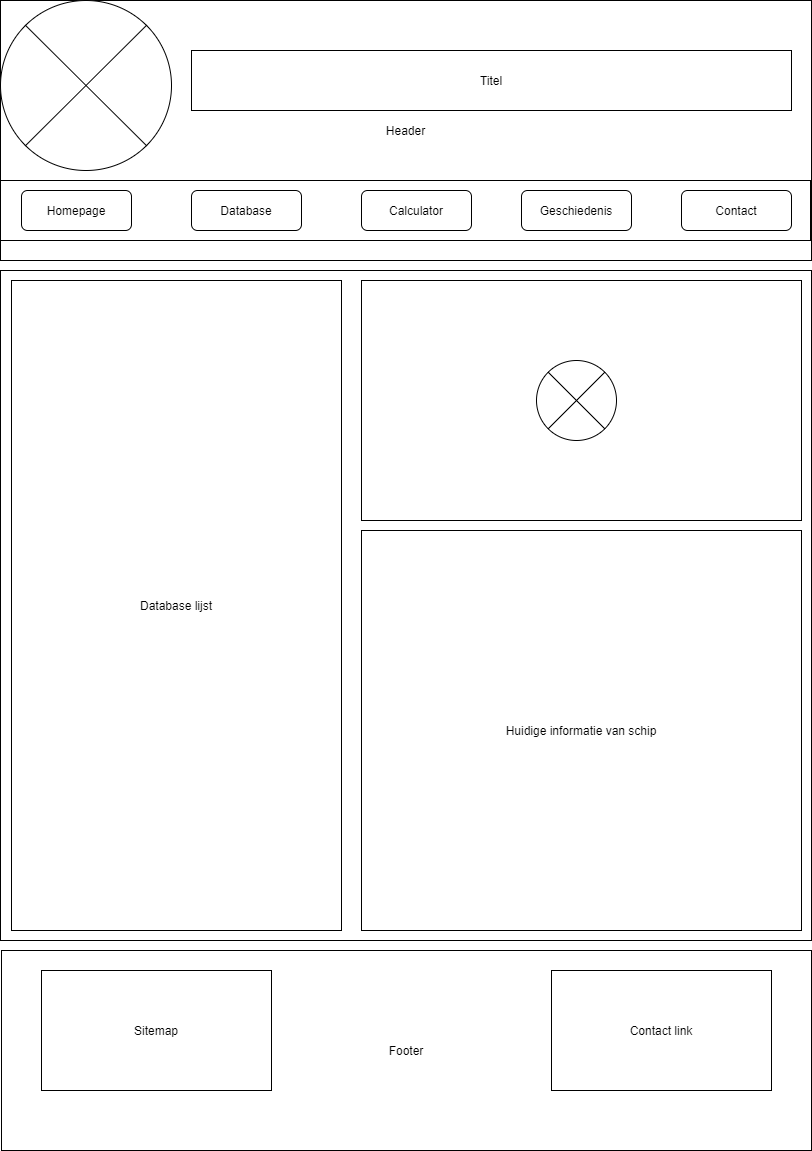 Titel
Header
Homepage
Database
Calculator
Geschiedenis
Contact
Database lijst
Huidige informatie van schip
Sitemap
Footer
Contact link